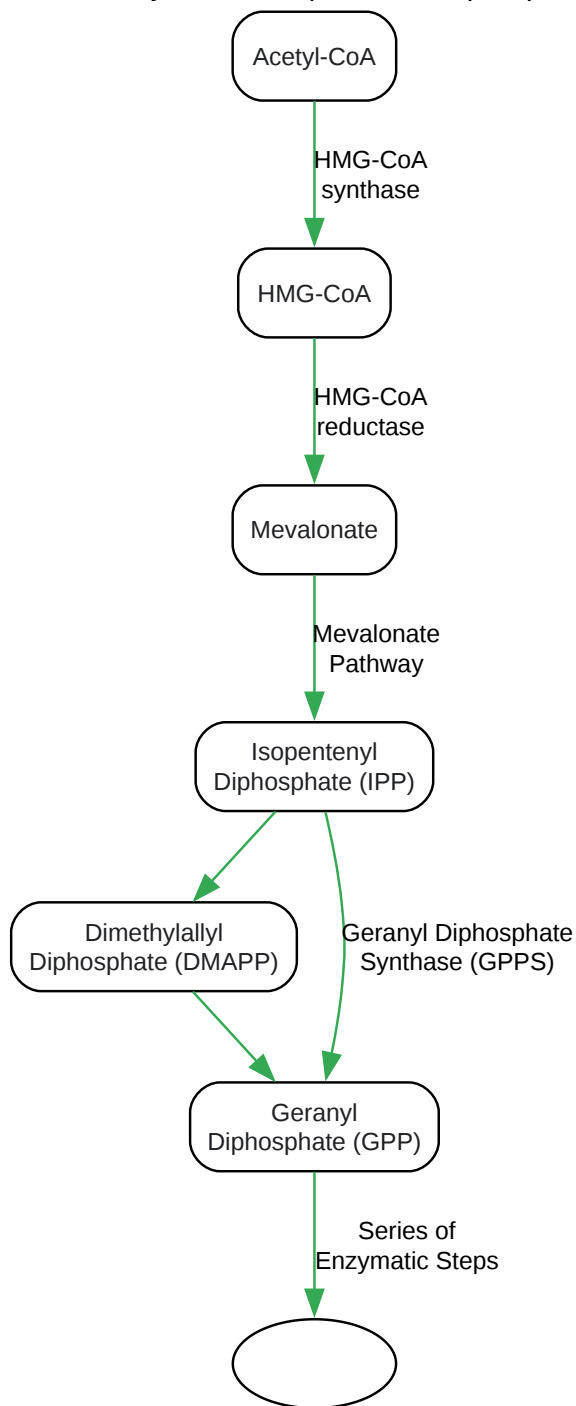 Acetyl-CoA
HMG-CoA
synthase
HMG-CoA
HMG-CoA
reductase
Mevalonate
Mevalonate
Pathway
Isopentenyl
Diphosphate (IPP)
Dimethylallyl
Diphosphate (DMAPP)
Geranyl Diphosphate
Synthase (GPPS)
Geranyl
Diphosphate (GPP)
Series of
Enzymatic Steps